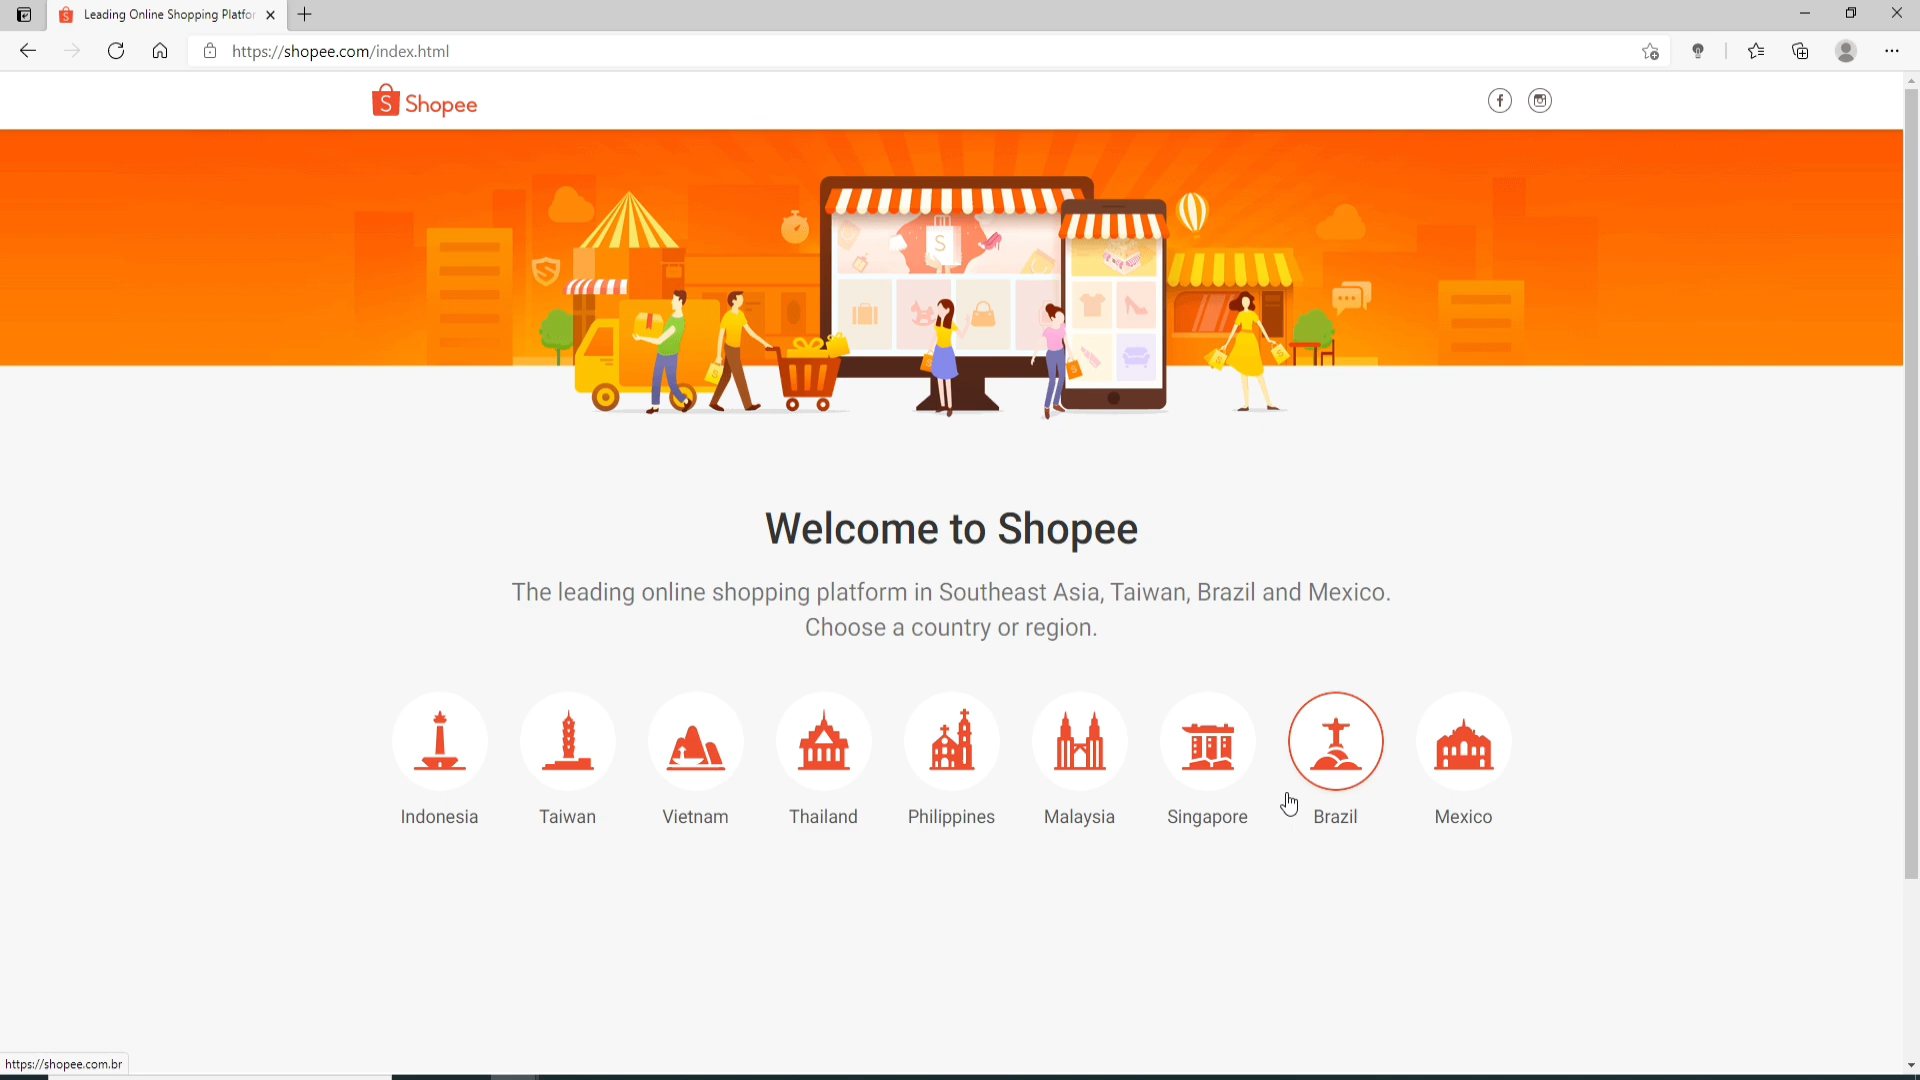 Leading Online Shopping Platfor
https://shopee.com/index.html
S Shopee
S
Welcome to Shopee
The leading online shopping platform in Southeast Asia, Taiwan, Brazil and Mexico.
Choose a country or region.
Indonesia
Taiwan
Vietnam
Thailand
Philippines
Malaysia
Singapore
Brazil
Mexico
https://shopee.com.br